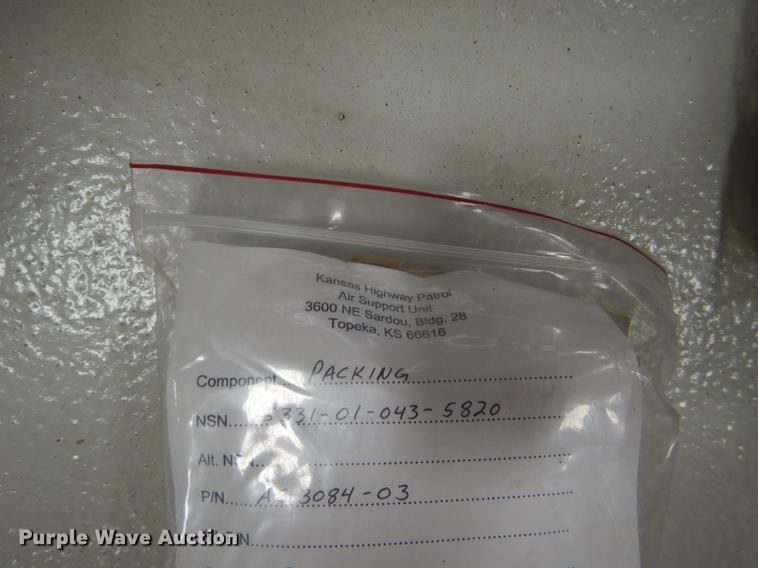 Kansas Highway Patrol
Air Support Unit
3600 NE Sardou, Bldg. 28
Topeka, KS 66616
Component PACKING
NSN 5331-01-043-5820
Alt.
P/N 3084-03
Purple Wave Auction